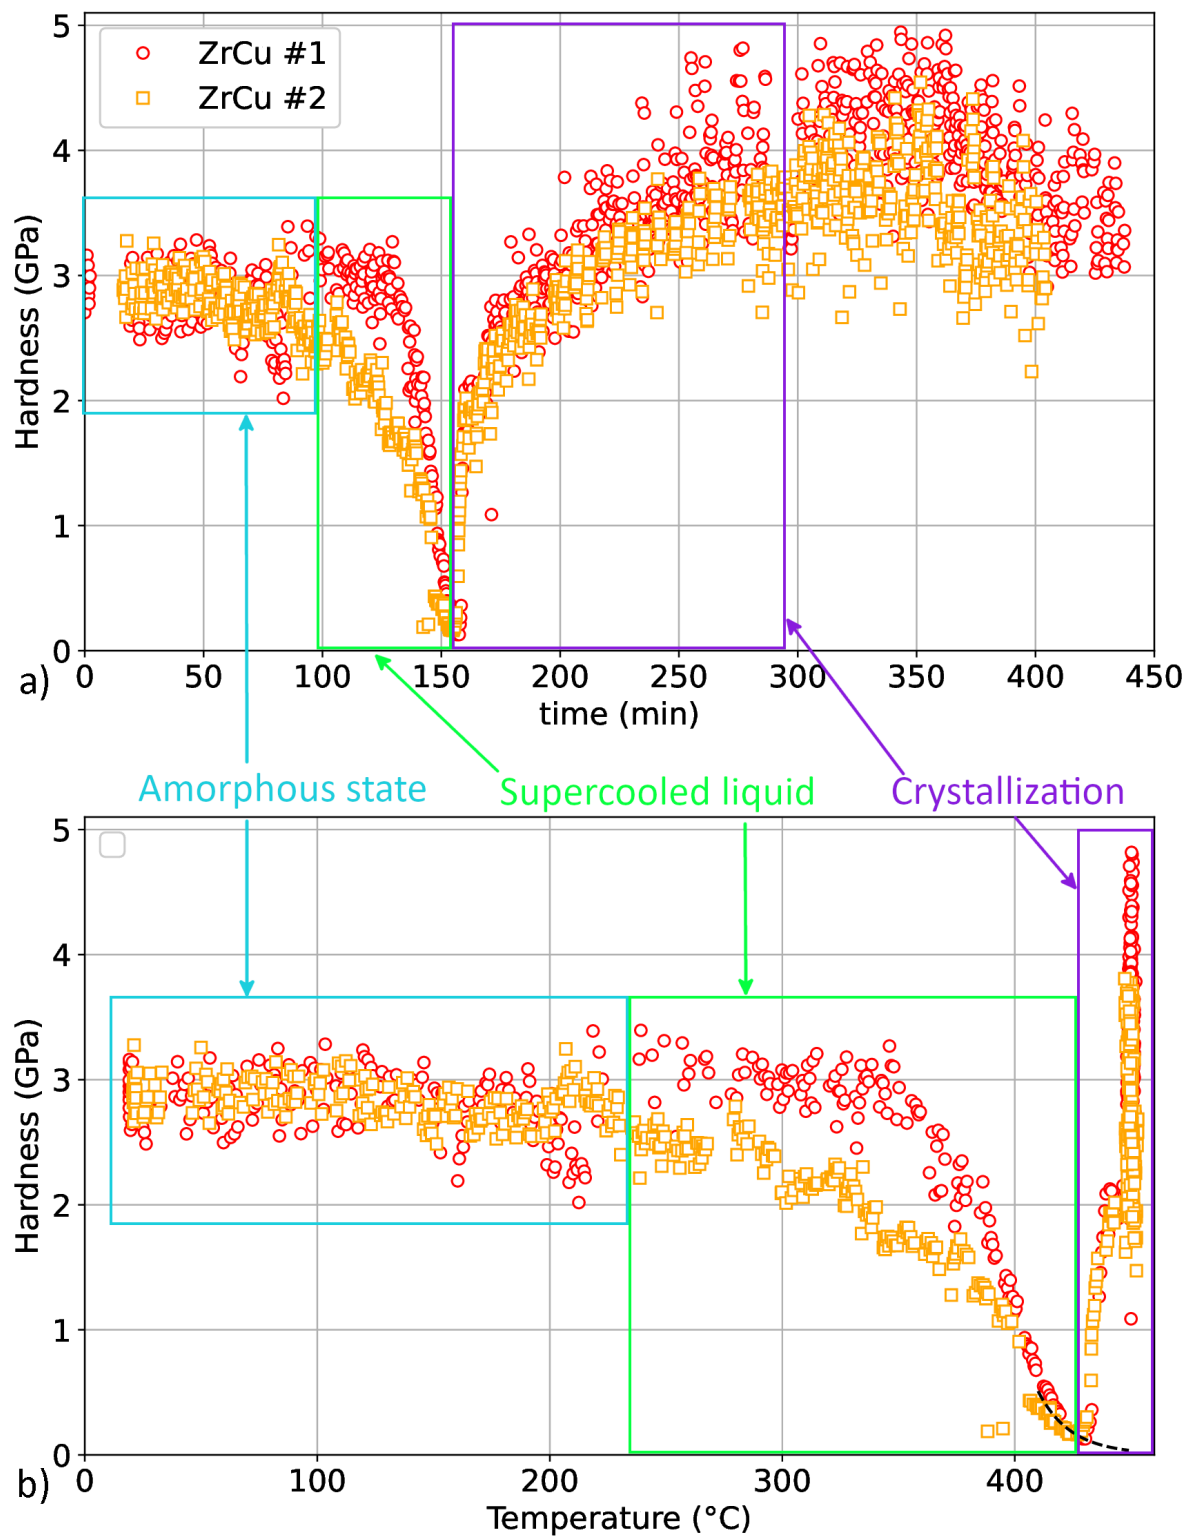 5
4
3
2
1
0
Hardness (GPa)
ZrCu #1
ZrCu #2
0 50 100 150 200 250 300 350 400 450
a)
time (min)
Amorphous state Supercooled liquid Crystallization
5
4
3
2
1
0
Hardness (GPa)
0 100 200 300 400
b)
Temperature (°C)